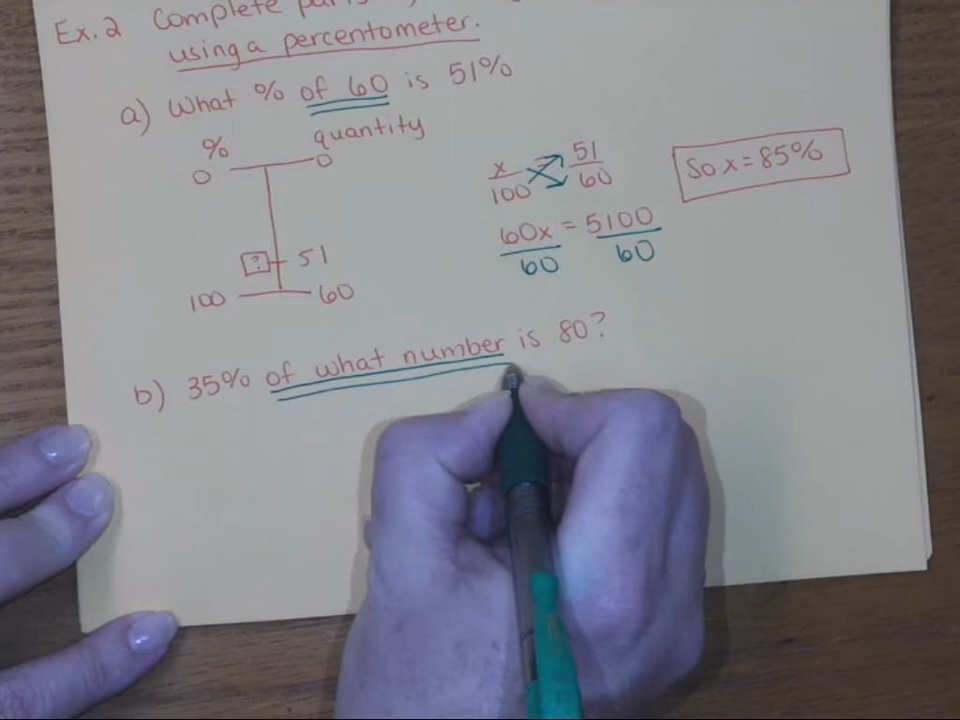 Ex. 2 Complete
using a percentometer.
a) What % of 60 is 51%
% quantity
0 0
? 51
100 60
x/100 = 51/60
60x = 5100
60 60
So x = 85%
b) 35% of what number is 80?